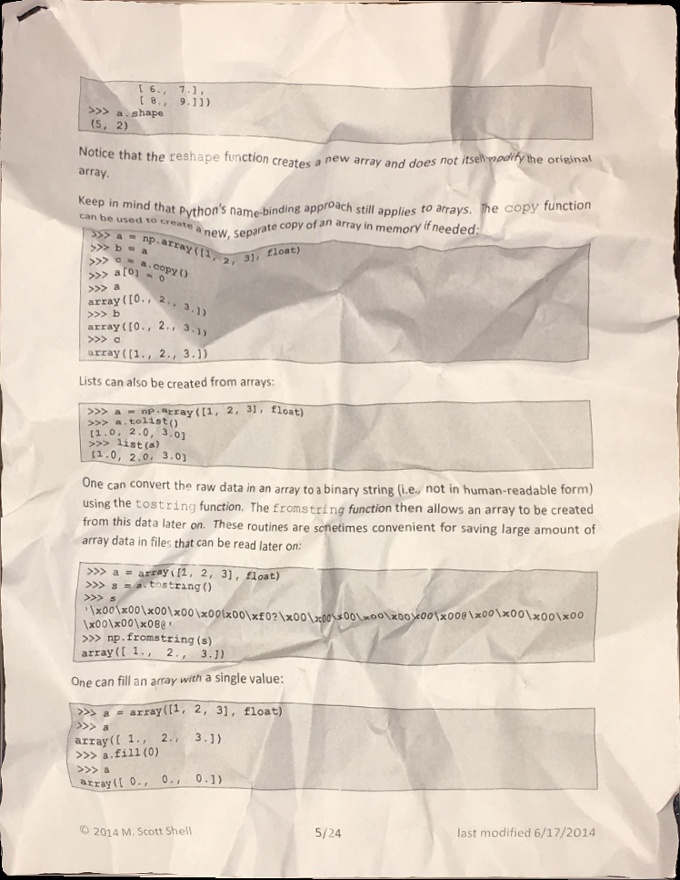 [ 6., 7.],
[ 8., 9.]])
>>> a.shape
(5, 2)
Notice that the reshape function creates a new array and does not itself modify the original
array.
Keep in mind that Python's name-binding approach still applies to arrays. The copy function
can be used to create a new, separate copy of an array in memory if needed:
>>> a = np.array([1, 2, 3], float)
>>> b = a
>>> c = a.copy()
>>> a[0] = 0
>>> a
array([0., 2., 3.])
>>> b
array([0., 2., 3.])
>>> c
array([1., 2., 3.])
Lists can also be created from arrays:
>>> a = np.array([1, 2, 3], float)
>>> a.tolist()
[1.0, 2.0, 3.0]
>>> list(a)
[1.0, 2.0, 3.0]
One can convert the raw data in an array to a binary string (i.e., not in human-readable form)
using the tostring function. The fromstring function then allows an array to be created
from this data later on. These routines are sometimes convenient for saving large amount of
array data in files that can be read later on:
>>> a = array([1, 2, 3], float)
>>> s = a.tostring()
>>> s
'\x00\x00\x00\x00\x00\x00\xf0?\x00\x00\x00\x00\x00\x00\x00@\x00\x00\x00\x00
\x00\x00\x08@'
>>> np.fromstring(s)
array([ 1., 2., 3.])
One can fill an array with a single value:
>>> a = array([1, 2, 3], float)
>>> a
array([ 1., 2., 3.])
>>> a.fill(0)
>>> a
array([ 0., 0., 0.])
© 2014 M. Scott Shell
5/24
last modified 6/17/2014